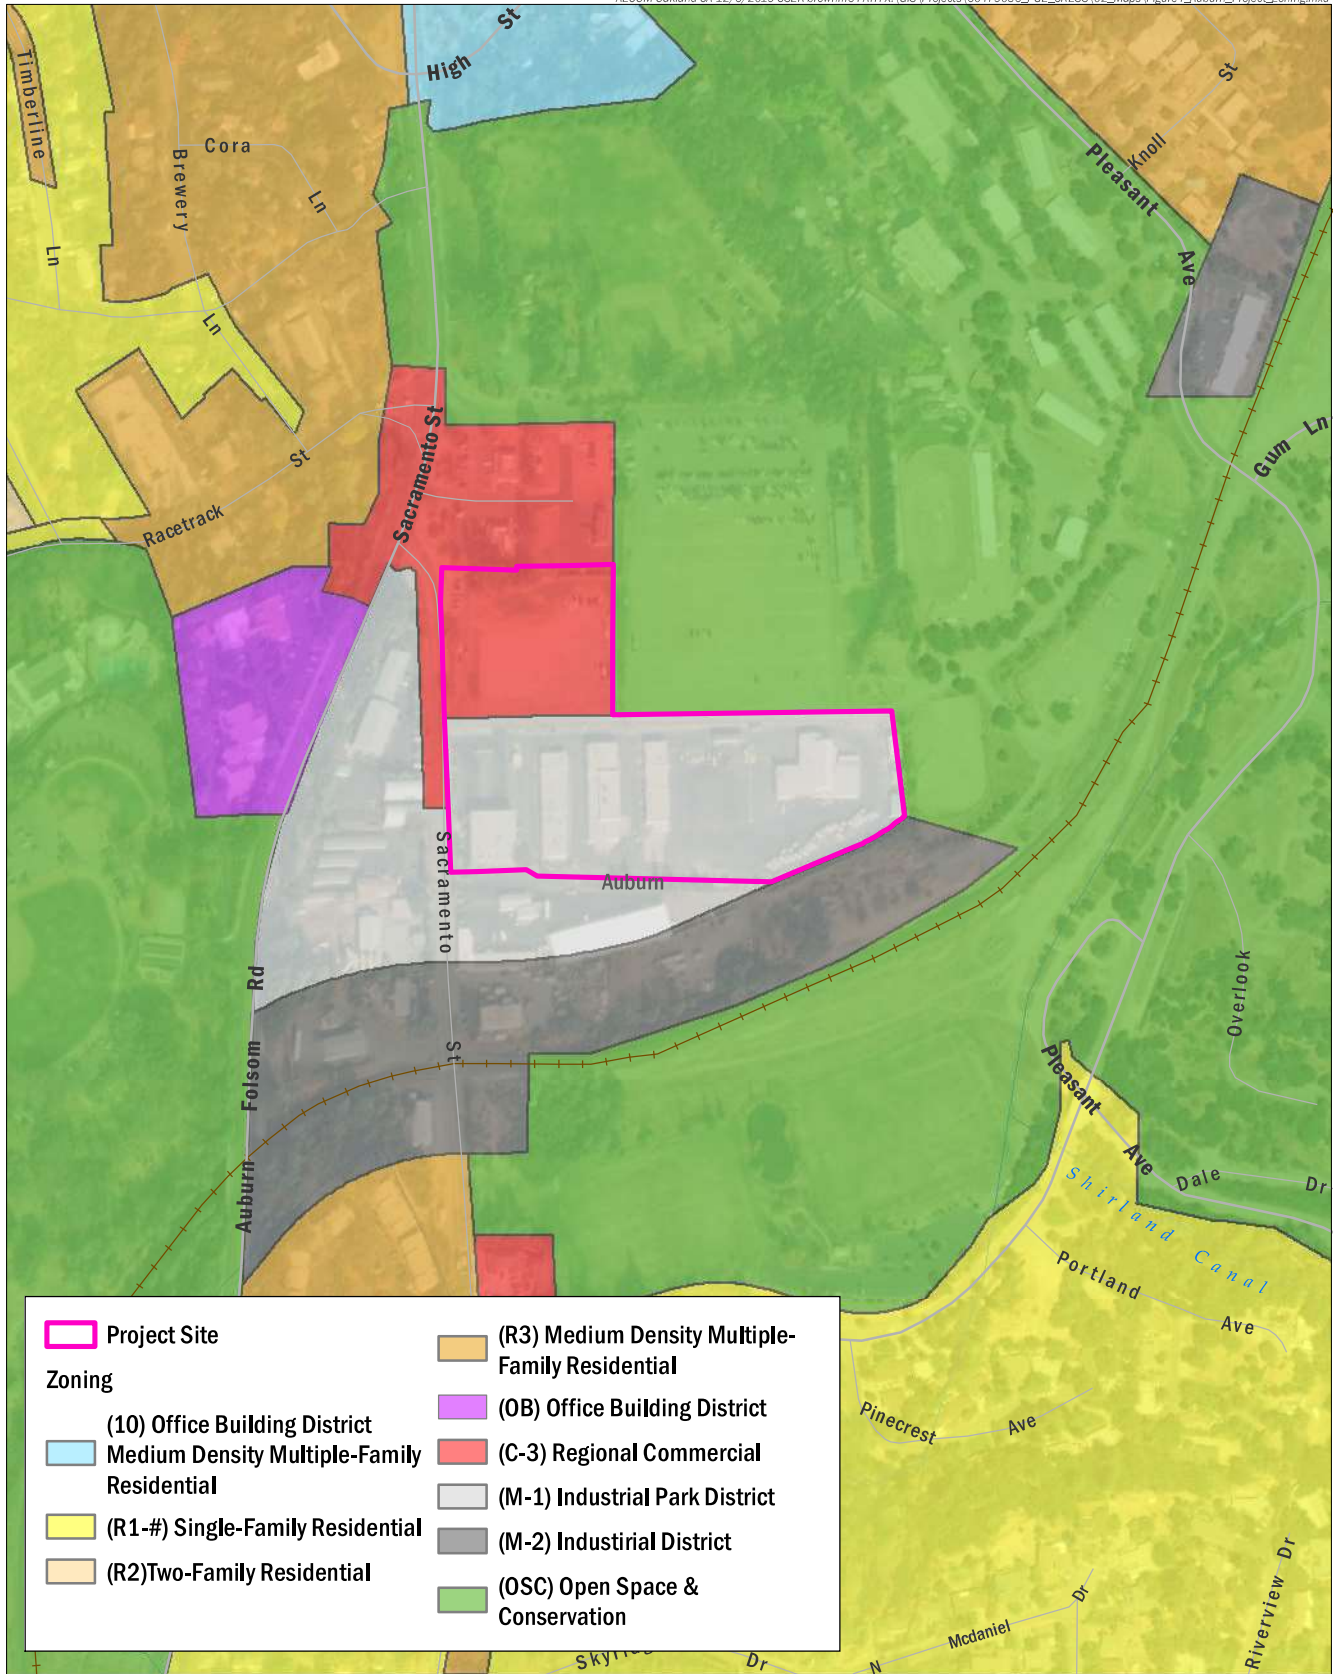 High St
Timberline
Ln
Brewery
Ln
Cora
Ln
Knoll
St
Pleasant
Ave
Gum Ln
Sacramento St
Racetrack
St
Sacramento
St
Auburn
Auburn Folsom Rd
Overlook
Pleasant
Ave
Dale
Dr
Shirland Canal
Portland
Ave
Pinecrest
Ave
Mcdaniel
Dr
N
Dr
Riverview Dr
Project Site
Zoning
(10) Office Building District
Medium Density Multiple-Family
Residential
(R1-#) Single-Family Residential
(R2)Two-Family Residential
(R3) Medium Density Multiple-
Family Residential
(OB) Office Building District
(C-3) Regional Commercial
(M-1) Industrial Park District
(M-2) Industirial District
(OSC) Open Space &
Conservation